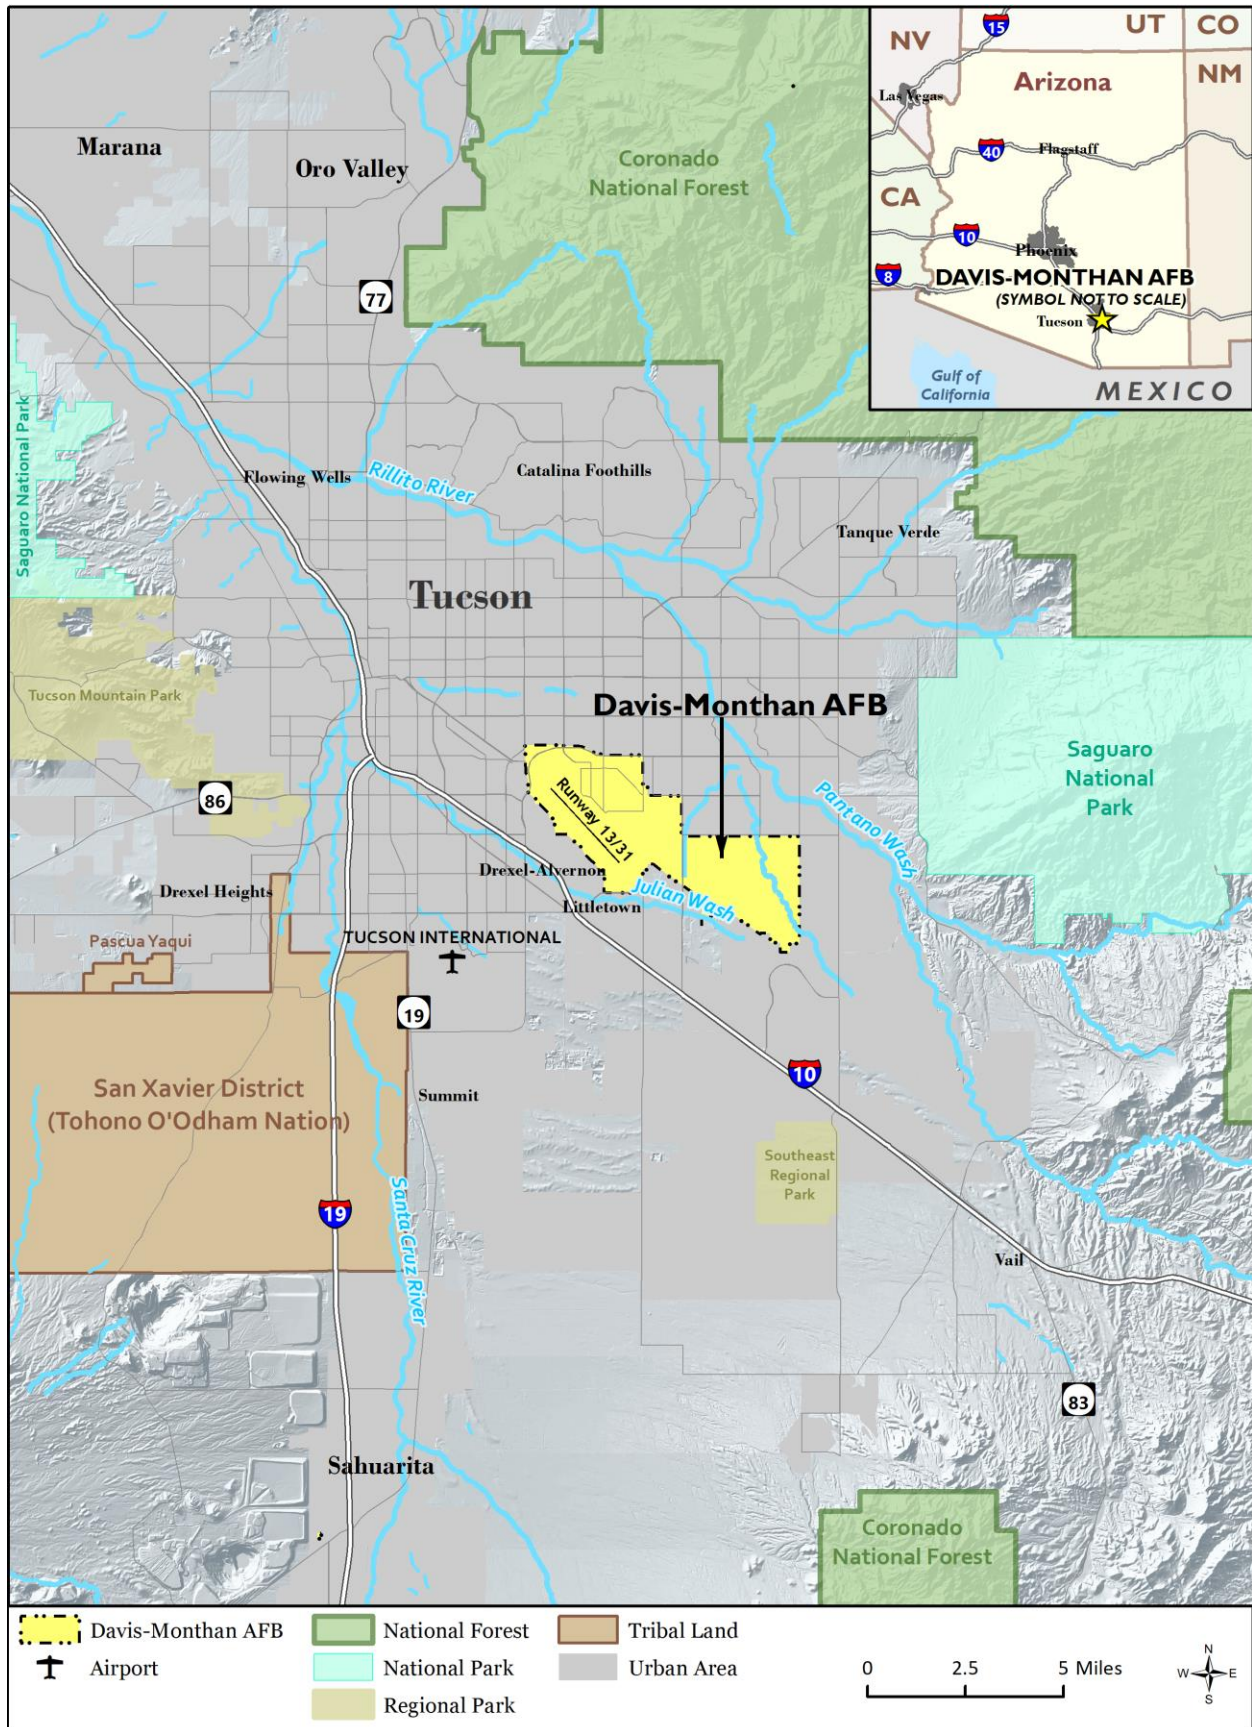 NV
15
UT
CO
NM
Las Vegas
Arizona
40
Flagstaff
CA
10
Phoenix
8
DAVIS-MONTHAN AFB
(SYMBOL NOT TO SCALE)
Tucson
Gulf of
California
MEXICO
Marana
Oro Valley
Coronado
National Forest
77
Saguaro National Park
Flowing Wells
Rillito River
Catalina Foothills
Tanque Verde
Tucson
Tucson Mountain Park
Davis-Monthan AFB
Saguaro
National
Park
86
Runway 13/31
Pantano Wash
Drexel-Alvernon
Drexel Heights
Julian Wash
Littletown
Pascua Yaqui
TUCSON INTERNATIONAL
19
10
San Xavier District
(Tohono O'Odham Nation)
Summit
Southeast
Regional
Park
19
Santa Cruz River
Vail
83
Sahuarita
Coronado
National Forest
Davis-Monthan AFB
National Forest
Tribal Land
Airport
National Park
Urban Area
Regional Park
0 2.5 5 Miles
N
W E
S